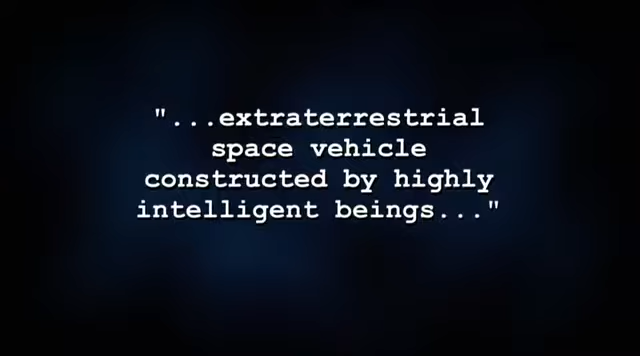 "...extraterrestrial
space vehicle
constructed by highly
intelligent beings..."